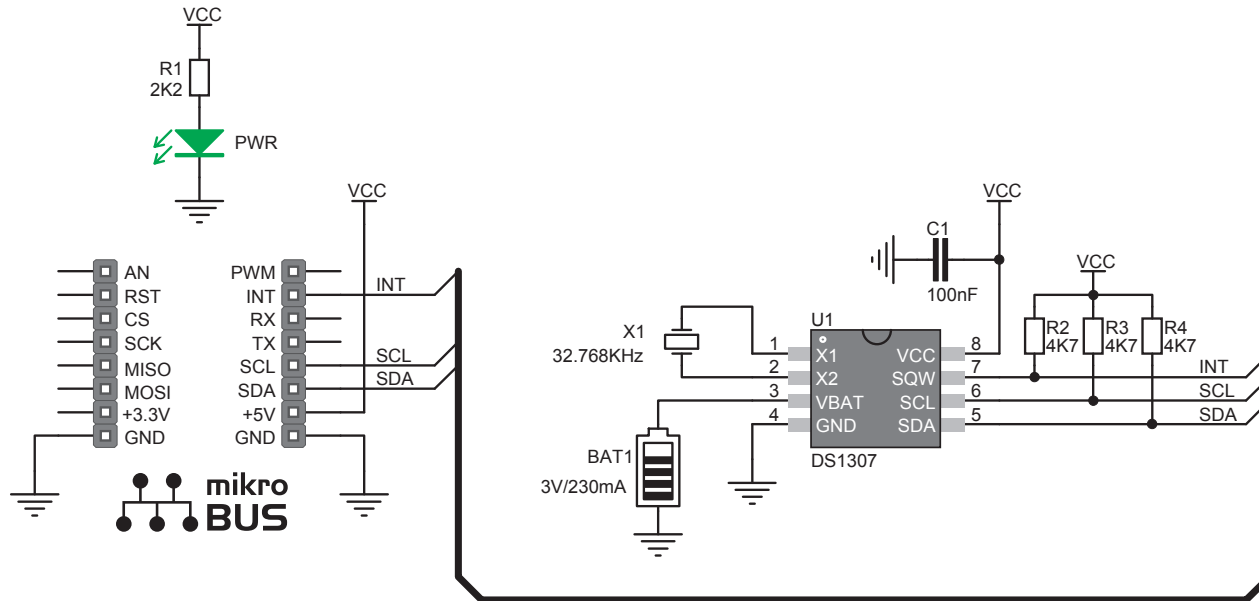 VCC
R1
2K2
PWR
VCC
AN
RST
CS
SCK
MISO
MOSI
+3.3V
GND
PWM
INT
RX
TX
SCL
SDA
+5V
GND
INT
SCL
SDA
mikro
BUS
VCC
C1
100nF
VCC
R2
4K7
R3
4K7
R4
4K7
X1
32.768KHz
U1
1
2
3
4
X1
X2
VBAT
GND
VCC
SQW
SCL
SDA
8
7
6
5
DS1307
INT
SCL
SDA
BAT1
3V/230mA